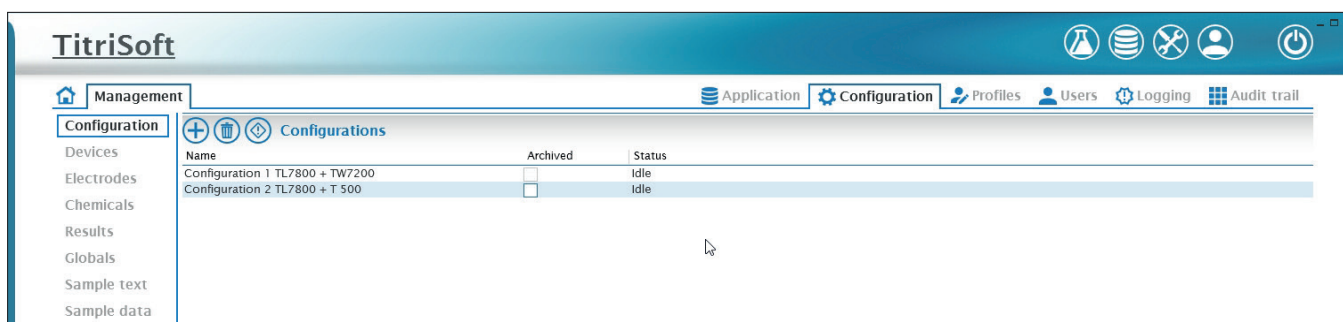 TitriSoft
Management
Application Configuration Profiles Users Logging Audit trail
Configuration
Configurations
Devices
Name Archived Status
Electrodes
Configuration 1 TL7800 + TW7200 Idle
Configuration 2 TL7800 + T 500 Idle
Chemicals
Results
Globals
Sample text
Sample data